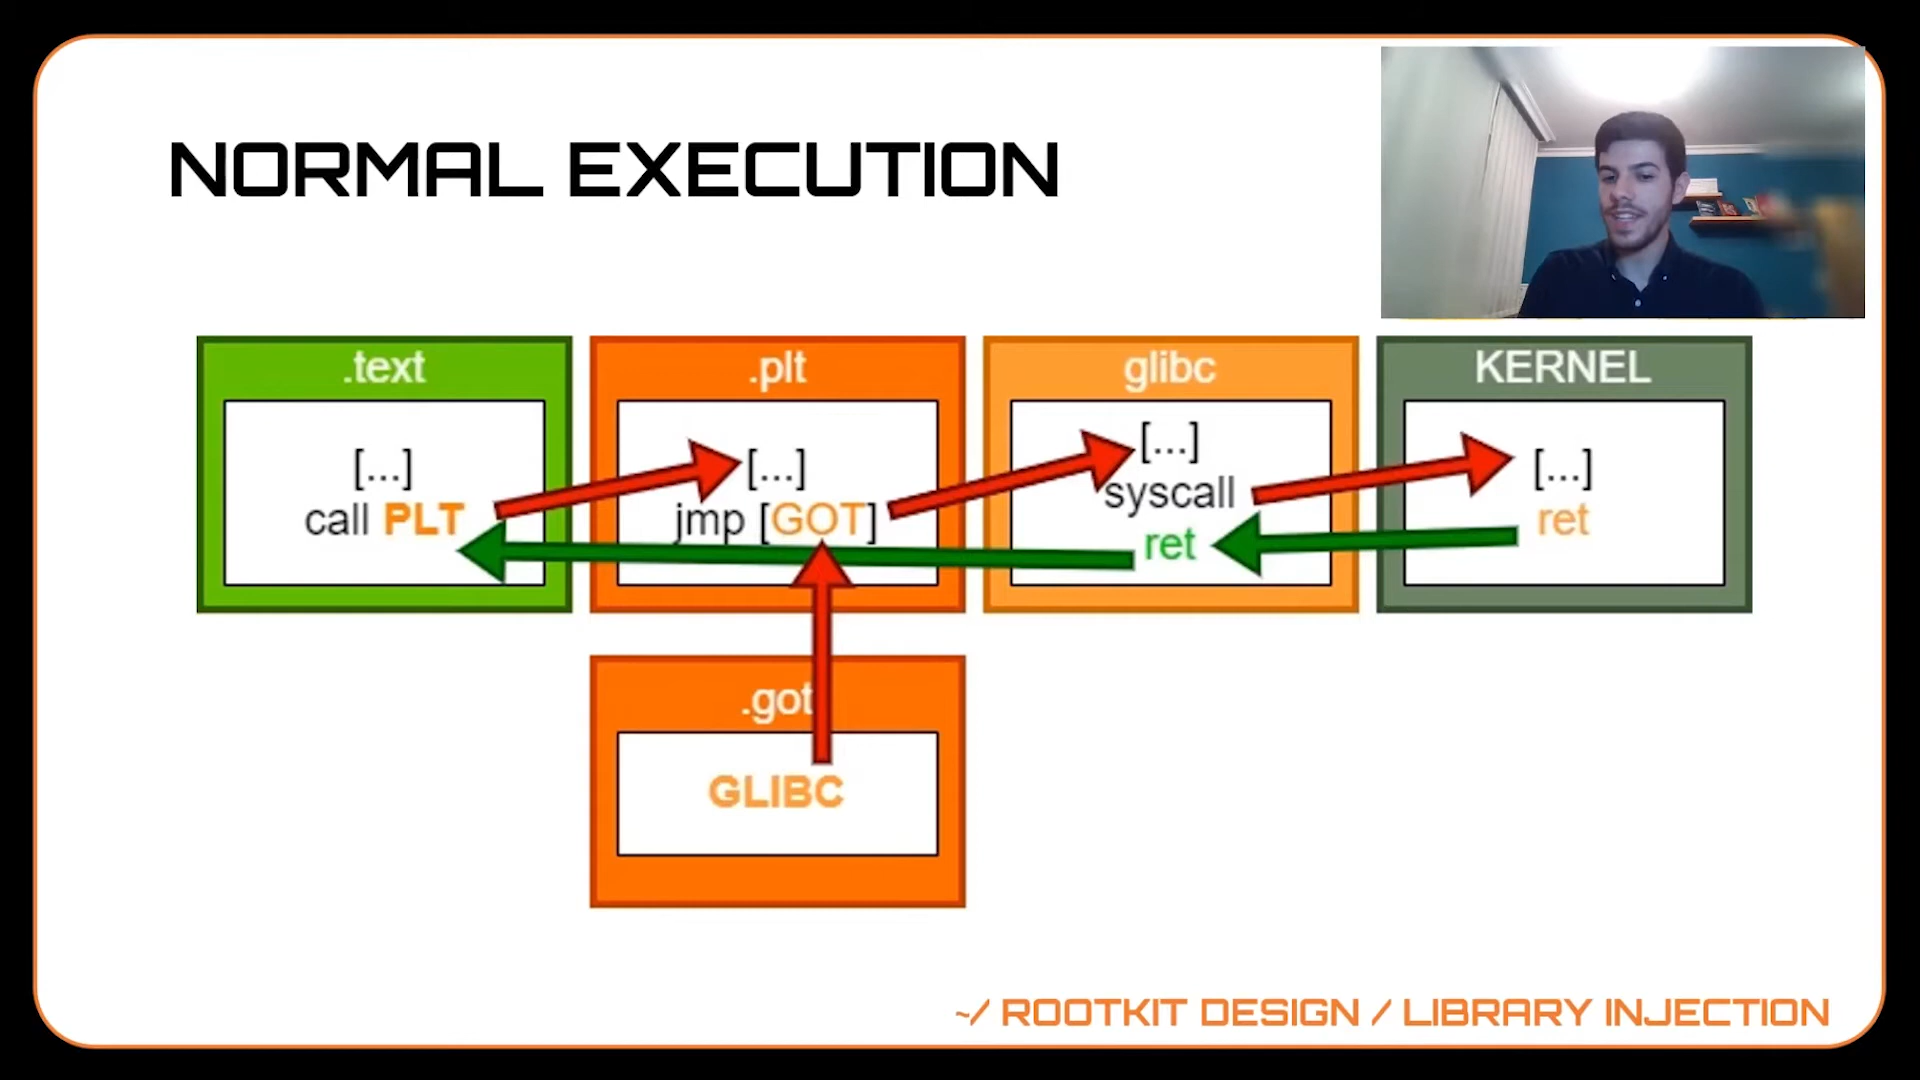 NORMAL EXECUTION
.text
[...]
call PLT
.plt
[...]
jmp [GOT]
glibc
[...]
syscall
ret
KERNEL
[...]
ret
.got
GLIBC
~/ ROOTKIT DESIGN / LIBRARY INJECTION